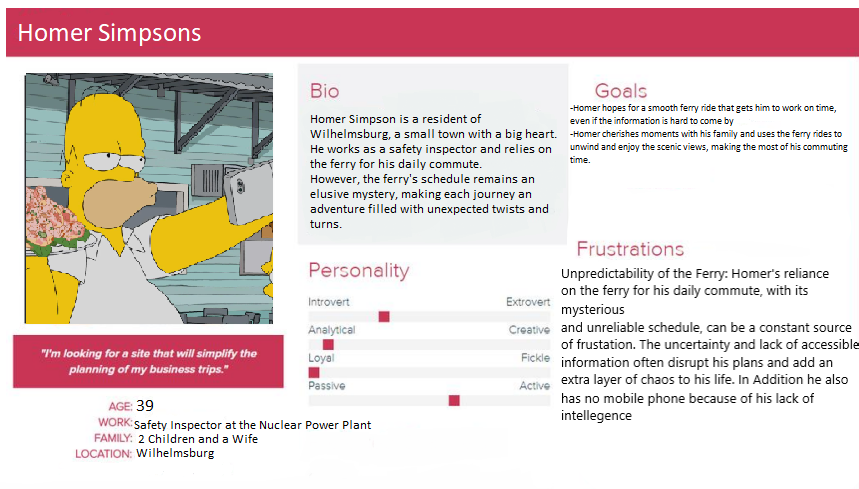 Homer Simpsons
Bio
Homer Simpson is a resident of
Wilhelmsburg, a small town with a big heart.
He works as a safety inspector and relies on
the ferry for his daily commute.
However, the ferry's schedule remains an
elusive mystery, making each journey an
adventure filled with unexpected twists and
turns.
Goals
-Homer hopes for a smooth ferry ride that gets him to work on time,
even if the information is hard to come by
-Homer cherishes moments with his family and uses the ferry rides to
unwind and enjoy the scenic views, making the most of his commuting
time.
Personality
Introvert Extrovert
Analytical Creative
Loyal Fickle
Passive Active
Frustrations
Unpredictability of the Ferry: Homer's reliance
on the ferry for his daily commute, with its
mysterious
and unreliable schedule, can be a constant source
of frustation. The uncertainty and lack of accessible
information often disrupt his plans and add an
extra layer of chaos to his life. In Addition he also
has no mobile phone because of his lack of
intellegence
"I'm looking for a site that will simplify the
planning of my business trips."
AGE: 39
WORK: Safety Inspector at the Nuclear Power Plant
FAMILY: 2 Children and a Wife
LOCATION: Wilhelmsburg